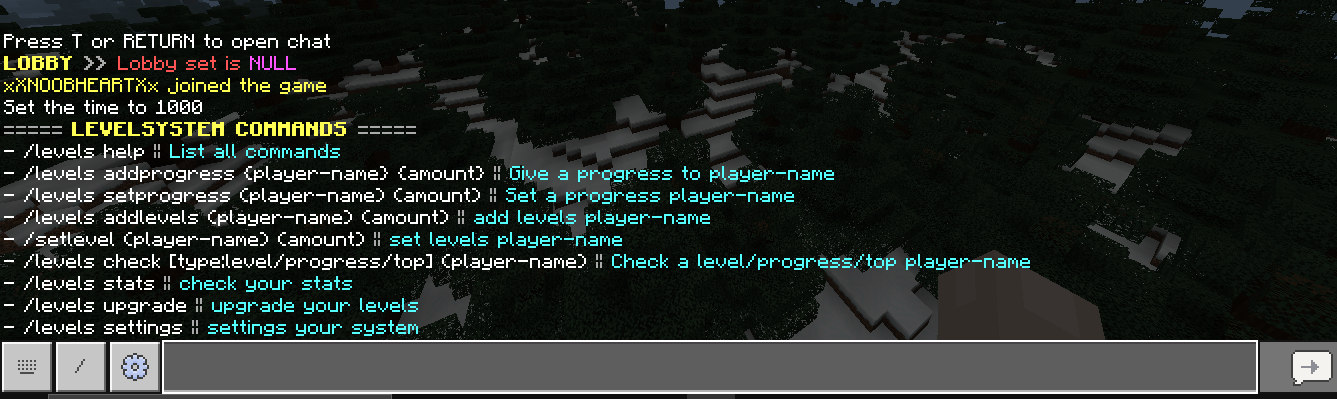 Press T or RETURN to open chat
LOBBY >> Lobby set is NULL
xXNOOBHEARTXx joined the game
Set the time to 1000
===== LEVELSYSTEM COMMANDS =====
- /levels help ¦¦ List all commands
- /levels addprogress (player-name) (amount) ¦¦ Give a progress to player-name
- /levels setprogress (player-name) (amount) ¦¦ Set a progress player-name
- /levels addlevels (player-name) (amount) ¦¦ add levels player-name
- /setlevel (player-name) (amount) ¦¦ set levels player-name
- /levels check [type:level/progress/top] (player-name) ¦¦ Check a level/progress/top player-name
- /levels stats ¦¦ check your stats
- /levels upgrade ¦¦ upgrade your levels
- /levels settings ¦¦ settings your system
/